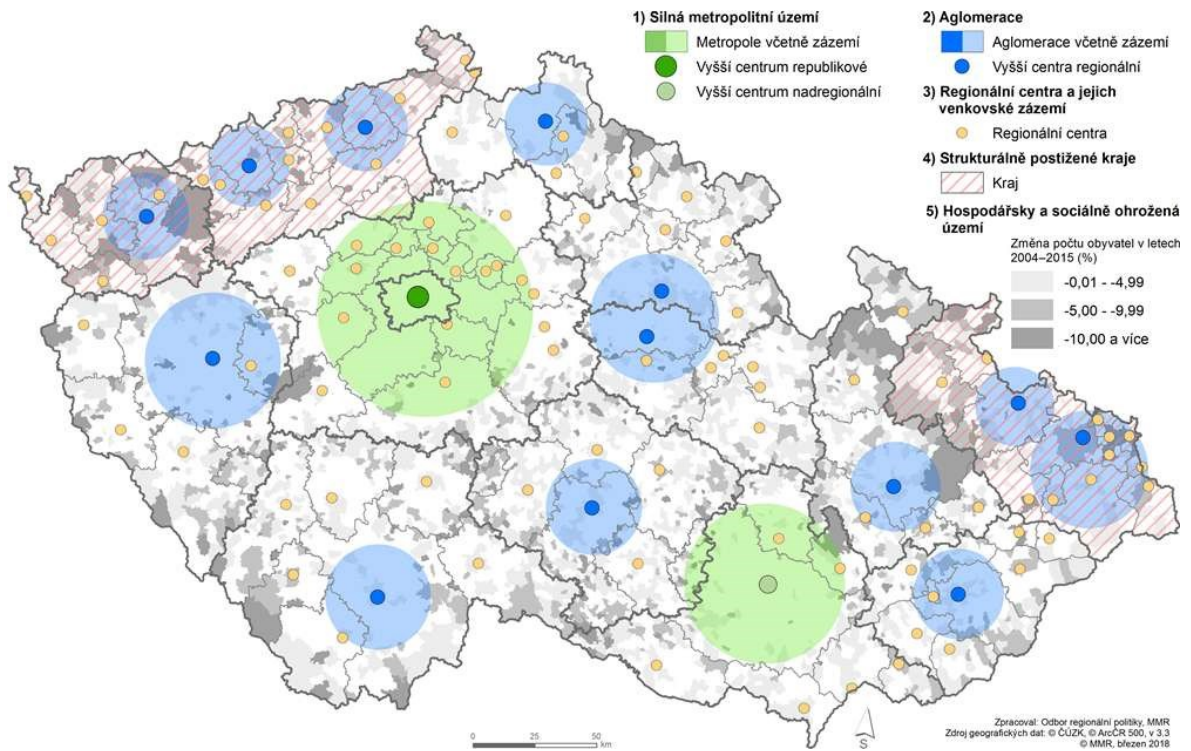 1) Silná metropolitní území
Metropole včetně zázemí
Vyšší centrum republikové
Vyšší centrum nadregionální
2) Aglomerace
Aglomerace včetně zázemí
Vyšší centra regionální
3) Regionální centra a jejich
venkovské zázemí
Regionální centra
4) Strukturálně postižené kraje
Kraj
5) Hospodářsky a sociálně ohrožená
území
Změna počtu obyvatel v letech
2004–2015 (%)
-0,01 - -4,99
-5,00 - -9,99
-10,00 a více
0 25 50
km
S
Zpracoval: Odbor regionální politiky, MMR
Zdroj geografických dat: © ČÚZK, © ArcČR 500, v 3.3
© MMR, březen 2018